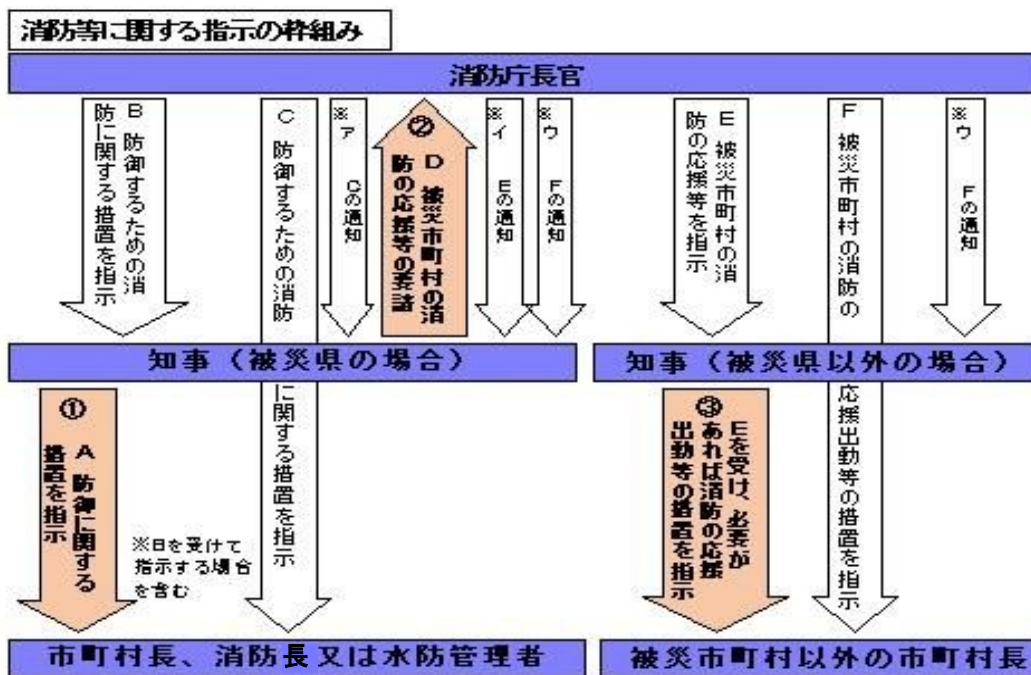 消防等に関する指示の枠組み
消防庁長官
B 防御するための消
防に関する措置を指示
C 防御するための消防
に関する措置を指示
※ア Cの通知
② D 被災市町村の消
防の応援等の要請
※イ Eの通知
※ウ Fの通知
E 被災市町村の消
防の応援等を指示
F 被災市町村の消防の
応援出動等の措置を指示
※ウ Fの通知
知事（被災県の場合）
知事（被災県以外の場合）
① A 防御に関する
措置を指示
※日を受けて
指示する場合
を含む
③ Eを受け、必要が
あれば消防の応援
出動等の措置を指示
市町村長、消防長又は水防管理者
被災市町村以外の市町村長